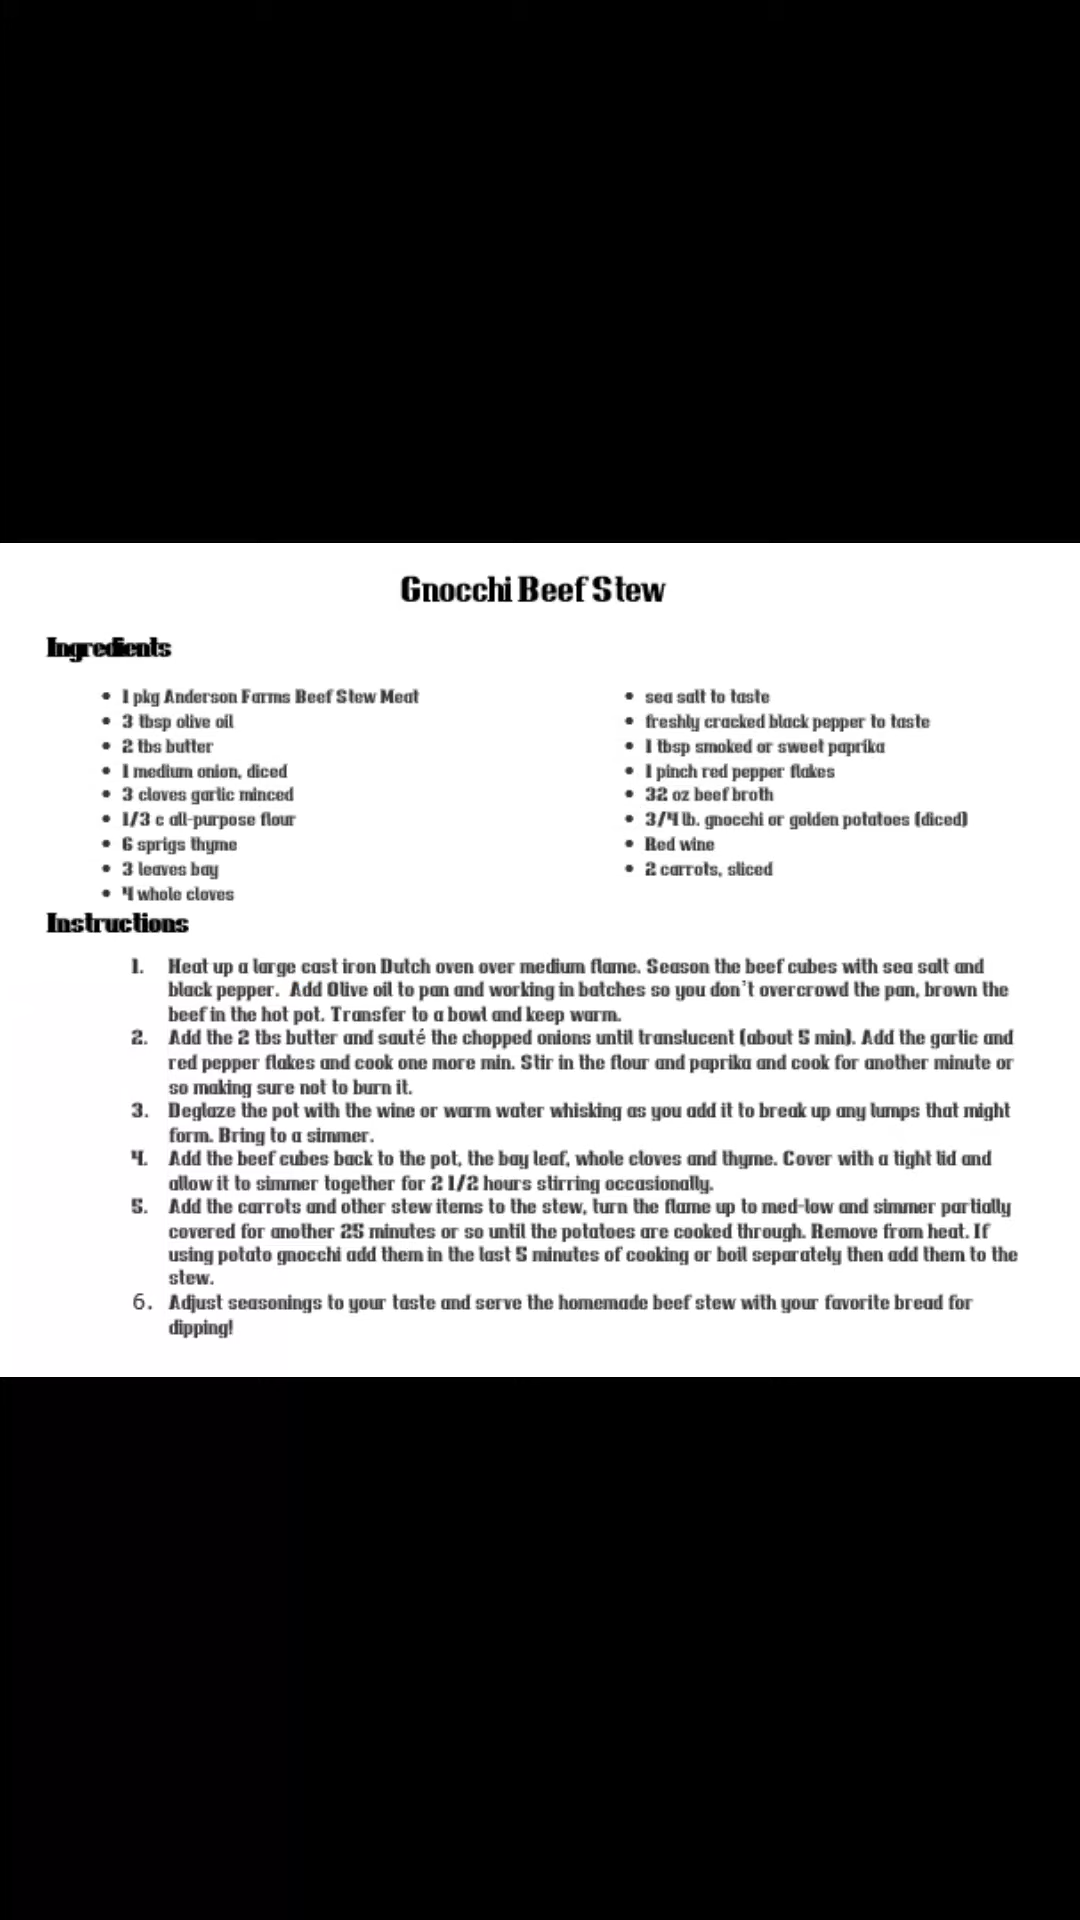 Gnocchi Beef Stew
Ingredients
• 1 pkg Anderson Farms Beef Stew Meat
• 3 tbsp olive oil
• 2 tbs butter
• 1 medium onion, diced
• 3 cloves garlic minced
• 1/3 c all-purpose flour
• 6 sprigs thyme
• 3 leaves bay
• 4 whole cloves
• sea salt to taste
• freshly cracked black pepper to taste
• 1 tbsp smoked or sweet paprika
• 1 pinch red pepper flakes
• 32 oz beef broth
• 3/4 lb. gnocchi or golden potatoes (diced)
• Red wine
• 2 carrots, sliced
Instructions
1. Heat up a large cast iron Dutch oven over medium flame. Season the beef cubes with sea salt and
black pepper. Add Olive oil to pan and working in batches so you don't overcrowd the pan, brown the
beef in the hot pot. Transfer to a bowl and keep warm.
2. Add the 2 tbs butter and sauté the chopped onions until translucent (about 5 min). Add the garlic and
red pepper flakes and cook one more min. Stir in the flour and paprika and cook for another minute or
so making sure not to burn it.
3. Deglaze the pot with the wine or warm water whisking as you add it to break up any lumps that might
form. Bring to a simmer.
4. Add the beef cubes back to the pot, the bay leaf, whole cloves and thyme. Cover with a tight lid and
allow it to simmer together for 2 1/2 hours stirring occasionally.
5. Add the carrots and other stew items to the stew, turn the flame up to med-low and simmer partially
covered for another 25 minutes or so until the potatoes are cooked through. Remove from heat. If
using potato gnocchi add them in the last 5 minutes of cooking or boil separately then add them to the
stew.
6. Adjust seasonings to your taste and serve the homemade beef stew with your favorite bread for
dipping!